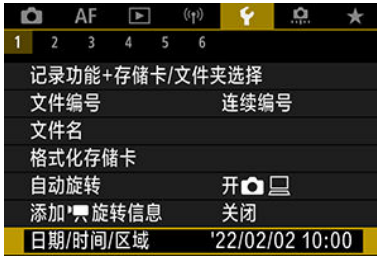 AF
1 2 3 4 5 6
记录功能+存储卡/文件夹选择
文件编号 连续编号
文件名
格式化存储卡
自动旋转 开
添加旋转信息 关闭
日期/时间/区域 '22/02/02 10:00